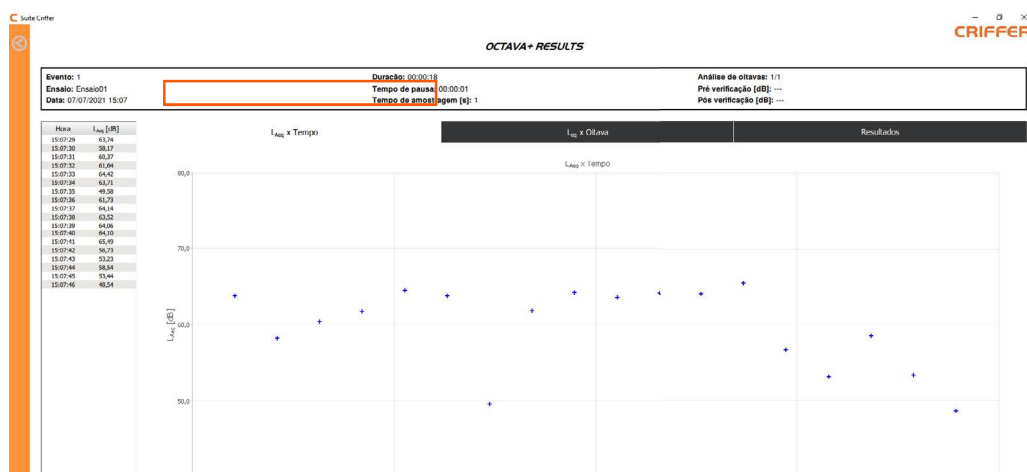 Suite Criffer
CRIFFER
OCTAVA+ RESULTS
Evento: 1
Ensaio: Ensaio01
Data: 07/07/2021 15:07
Duração: 00:00:18
Tempo de pausa: 00:00:01
Tempo de amostragem [s]: 1
Análise de oitavas: 1/1
Pré verificação [dB]: ---
Pós verificação [dB]: ---
Hora LAeq [dB]
15:07:29 63,74
15:07:30 58,17
15:07:31 60,37
15:07:32 61,64
15:07:33 64,42
15:07:34 63,71
15:07:35 49,58
15:07:36 61,73
15:07:37 64,14
15:07:38 63,52
15:07:39 64,06
15:07:40 64,10
15:07:41 65,49
15:07:42 56,73
15:07:43 53,23
15:07:44 58,54
15:07:45 53,44
15:07:46 48,54
LAeq x Tempo
Leq x Oitava
Resultados
LAeq x Tempo
80,0
70,0
60,0
50,0
LAeq [dB]